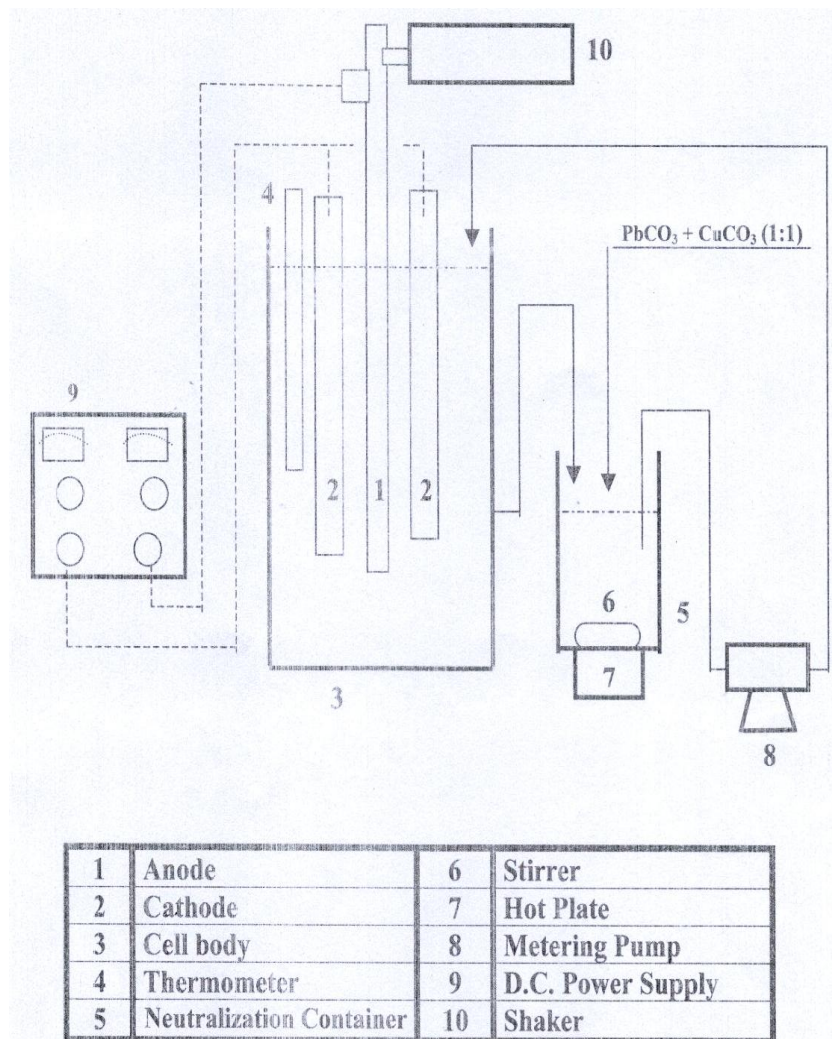 10
4
PbCO₃ + CuCO₃ (1:1)
9
2 1 2
6
5
7
3
8
1 Anode 6 Stirrer
2 Cathode 7 Hot Plate
3 Cell body 8 Metering Pump
4 Thermometer 9 D.C. Power Supply
5 Neutralization Container 10 Shaker